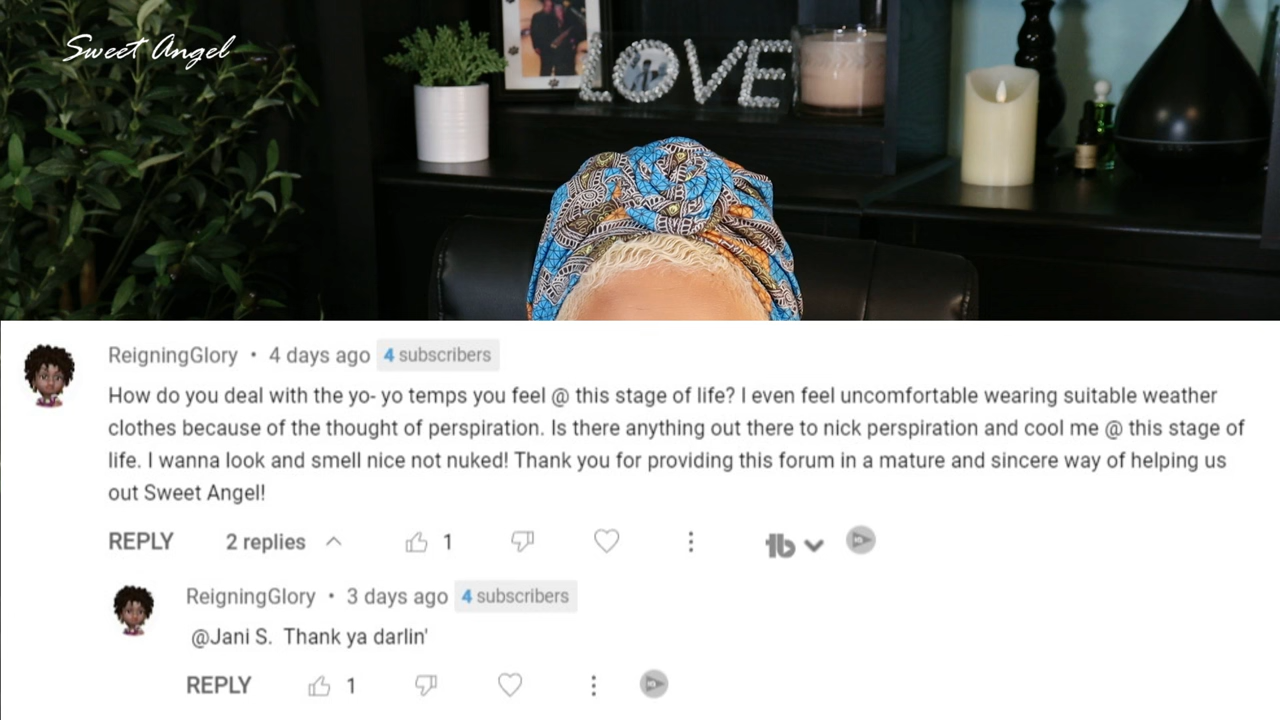 Sweet Angel
LOVE
ReigningGlory • 4 days ago 4 subscribers
How do you deal with the yo- yo temps you feel @ this stage of life? I even feel uncomfortable wearing suitable weather
clothes because of the thought of perspiration. Is there anything out there to nick perspiration and cool me @ this stage of
life. I wanna look and smell nice not nuked! Thank you for providing this forum in a mature and sincere way of helping us
out Sweet Angel!
REPLY 2 replies 1 tb
ReigningGlory • 3 days ago 4 subscribers
@Jani S. Thank ya darlin'
REPLY 1